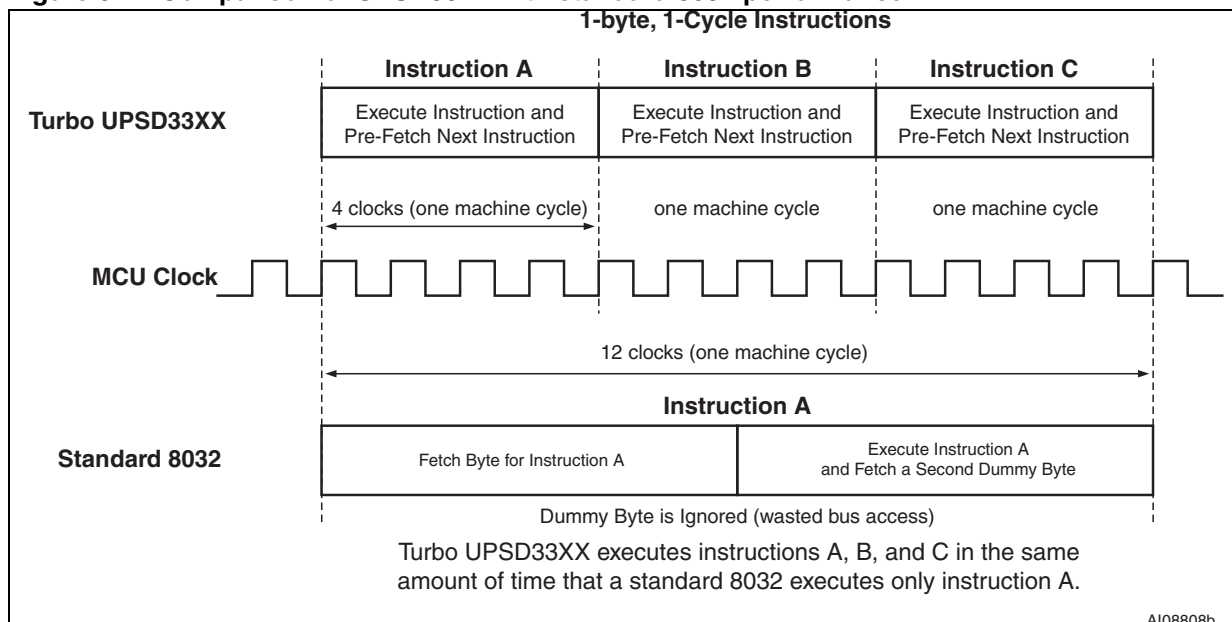 1-byte, 1-Cycle Instructions
Instruction A
Instruction B
Instruction C
Turbo UPSD33XX
Execute Instruction and
Pre-Fetch Next Instruction
Execute Instruction and
Pre-Fetch Next Instruction
Execute Instruction and
Pre-Fetch Next Instruction
4 clocks (one machine cycle)
one machine cycle
one machine cycle
MCU Clock
12 clocks (one machine cycle)
Instruction A
Standard 8032
Fetch Byte for Instruction A
Execute Instruction A
and Fetch a Second Dummy Byte
Dummy Byte is Ignored (wasted bus access)
Turbo UPSD33XX executes instructions A, B, and C in the same
amount of time that a standard 8032 executes only instruction A.
AI08808b